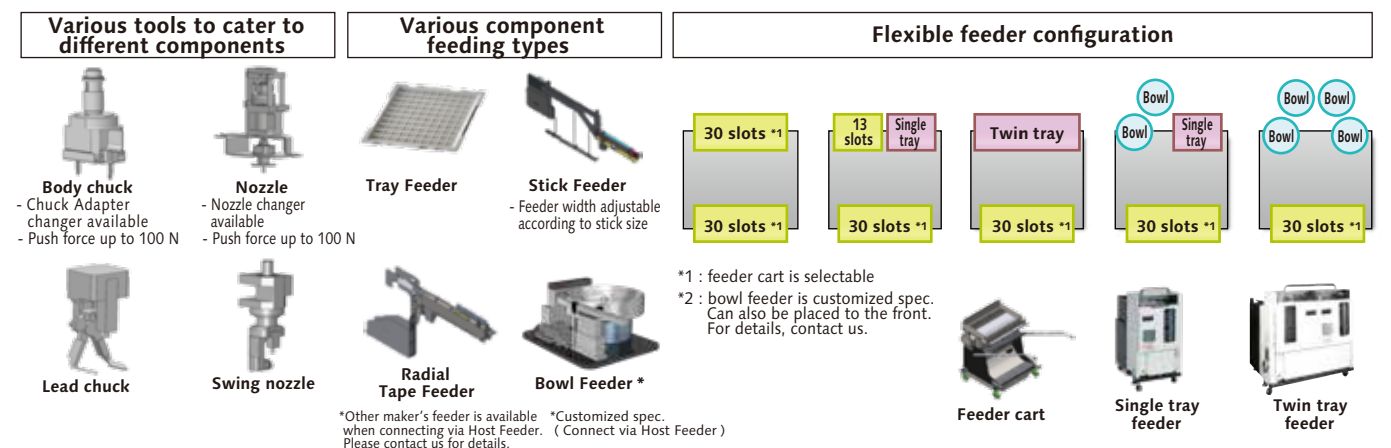 Various tools to cater to
different components
Body chuck
- Chuck Adapter
changer available
- Push force up to 100 N
Nozzle
- Nozzle changer
available
- Push force up to 100 N
Lead chuck
Swing nozzle
Various component
feeding types
Tray Feeder
Stick Feeder
- Feeder width adjustable
according to stick size
Radial
Tape Feeder
*Other maker's feeder is available
when connecting via Host Feeder.
Please contact us for details.
Bowl Feeder *
*Customized spec.
( Connect via Host Feeder )
Flexible feeder configuration
30 slots *1
30 slots *1
13
slots
Single
tray
30 slots *1
Twin tray
30 slots *1
Bowl
Bowl
Single
tray
30 slots *1
Bowl
Bowl
Bowl
Bowl
30 slots *1
*1 : feeder cart is selectable
*2 : bowl feeder is customized spec.
Can also be placed to the front.
For details, contact us.
Feeder cart
Single tray
feeder
Twin tray
feeder